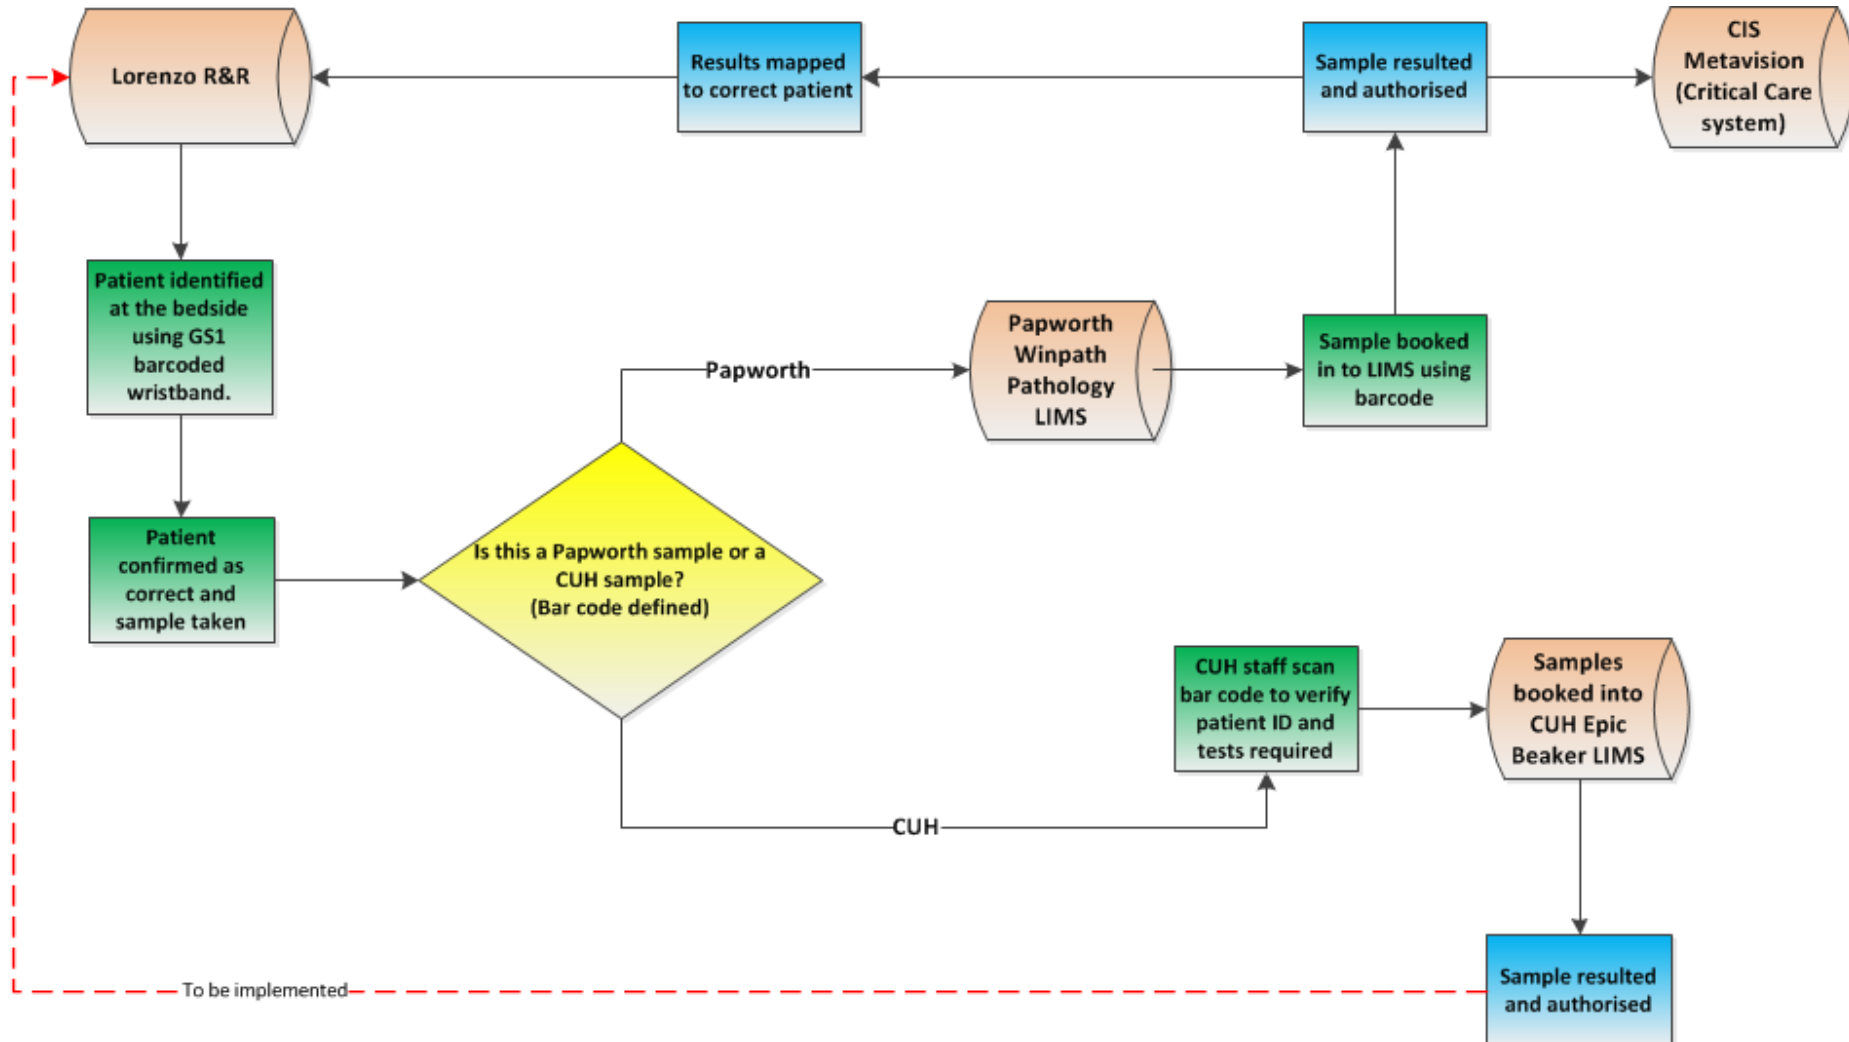 Lorenzo R&R
Results mapped
to correct patient
Sample resulted
and authorised
CIS
Metavision
(Critical Care
system)
Patient identified
at the bedside
using GS1
barcoded
wristband.
Papworth
Papworth
Winpath
Pathology
LIMS
Sample booked
in to LIMS using
barcode
Patient
confirmed as
correct and
sample taken
Is this a Papworth sample or a
CUH sample?
(Bar code defined)
CUH staff scan
bar code to verify
patient ID and
tests required
Samples
booked into
CUH Epic
Beaker LIMS
CUH
Sample resulted
and authorised
To be implemented